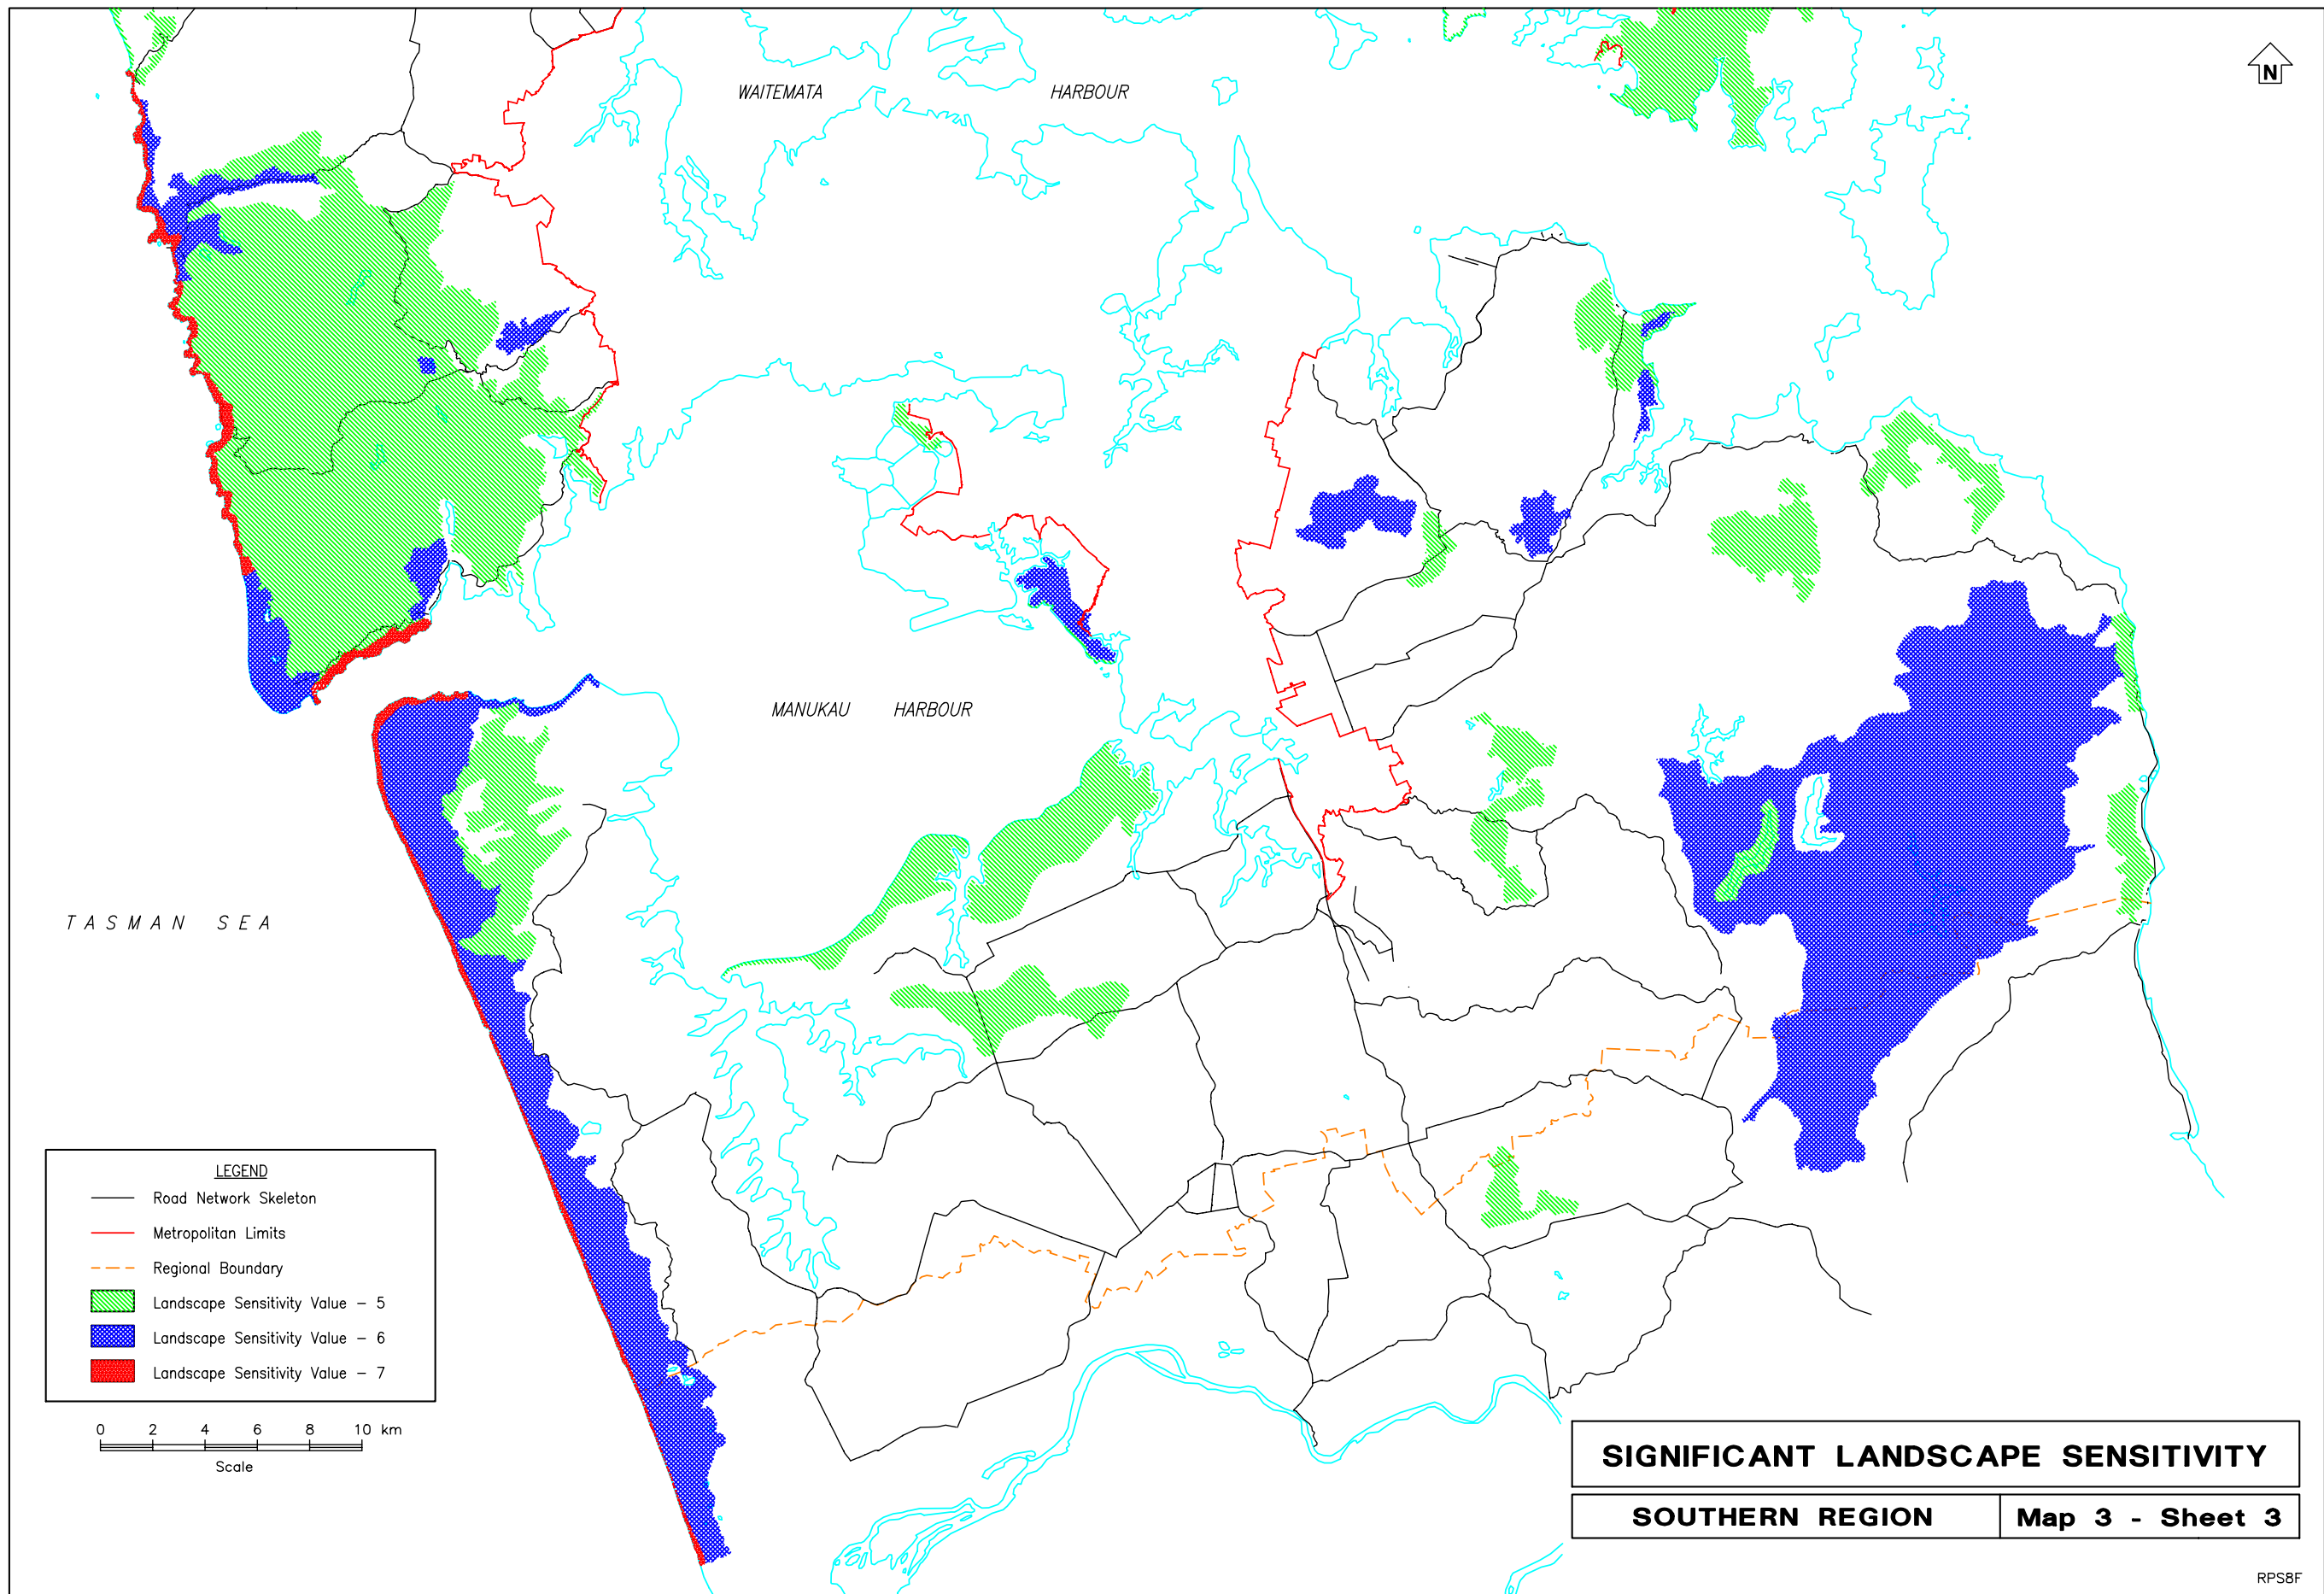 N
WAITEMATA HARBOUR
MANUKAU HARBOUR
TASMAN SEA
LEGEND
Road Network Skeleton
Metropolitan Limits
Regional Boundary
Landscape Sensitivity Value - 5
Landscape Sensitivity Value - 6
Landscape Sensitivity Value - 7
0 2 4 6 8 10 km
Scale
SIGNIFICANT LANDSCAPE SENSITIVITY
SOUTHERN REGION Map 3 - Sheet 3
RPS8F